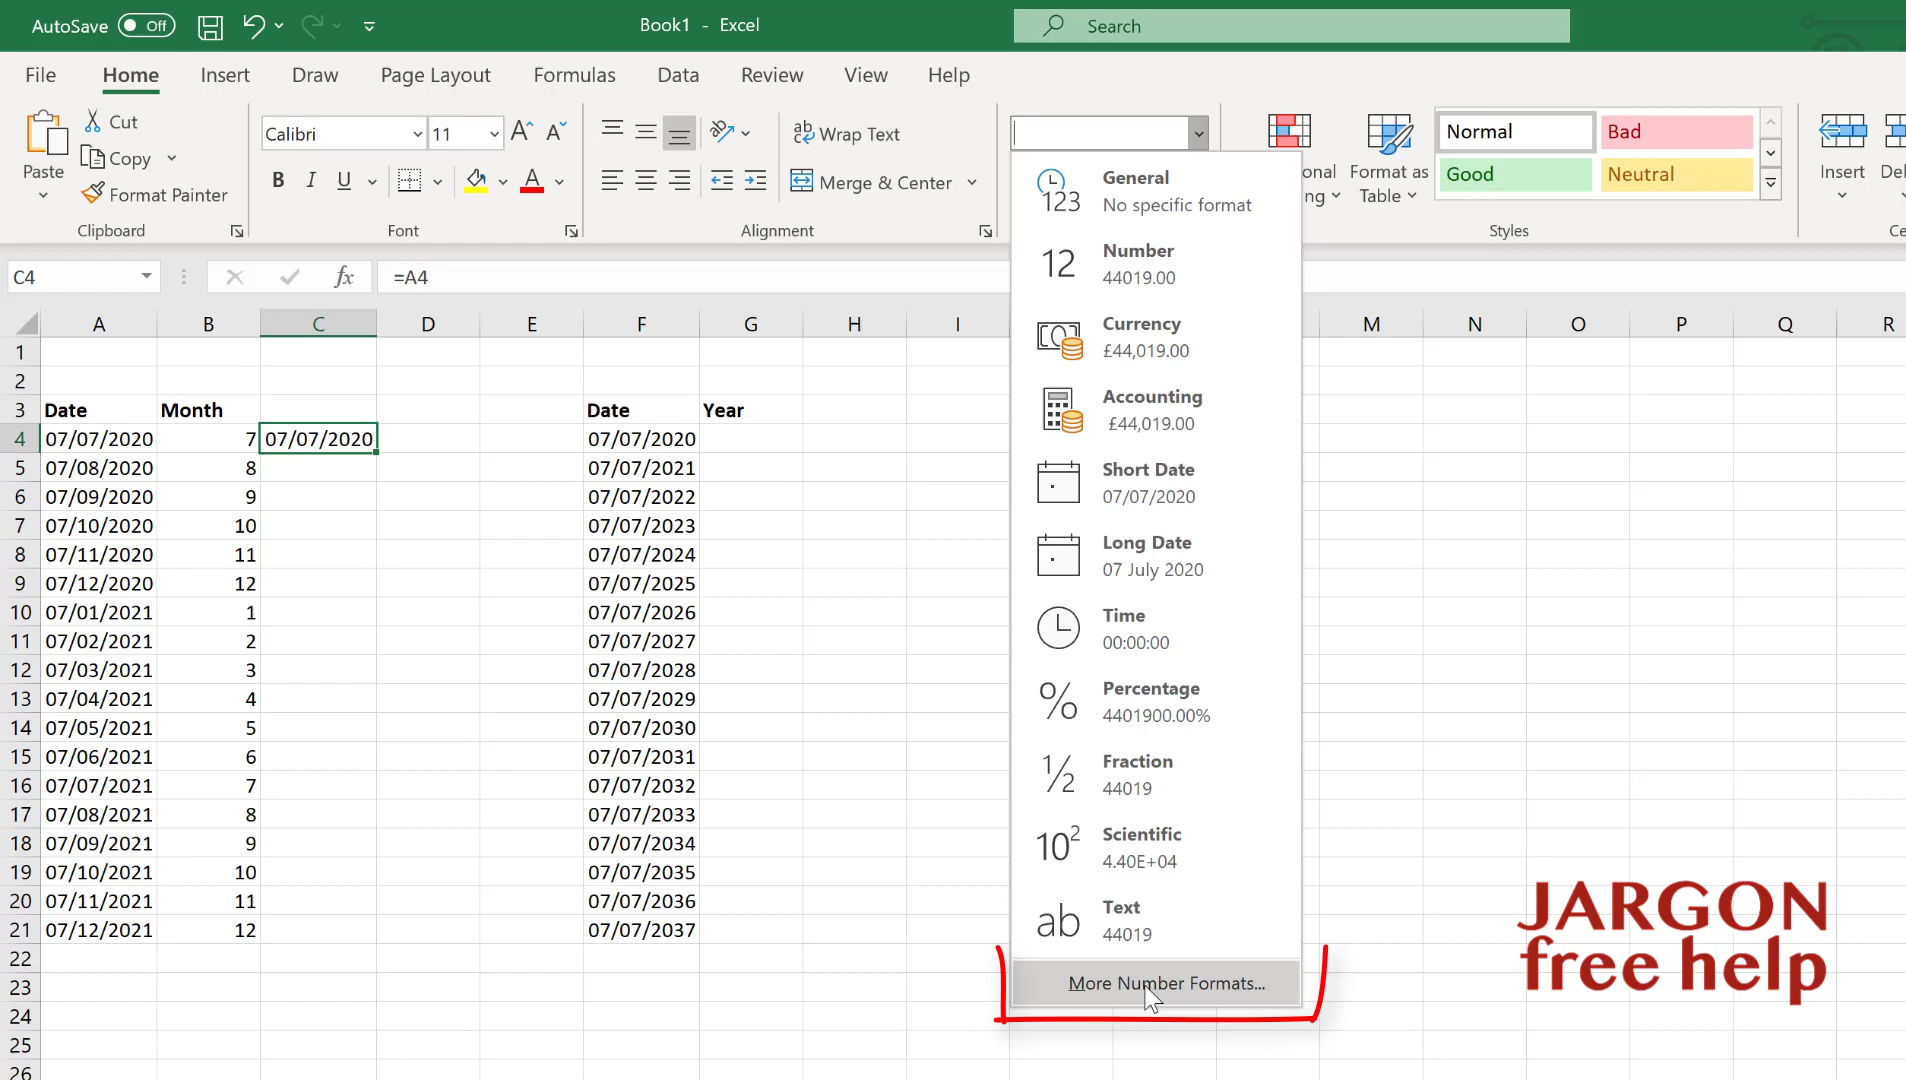 AutoSave Off Book1 - Excel Search
File Home Insert Draw Page Layout Formulas Data Review View Help
Paste
Cut
Copy
Format Painter
Clipboard
Calibri 11
B I U A
Font
Wrap Text
Merge & Center
Alignment
onal
ng
Format as
Table
Normal Bad
Good Neutral
Styles
Insert
Del
Ce
General
No specific format
Number
44019.00
Currency
£44,019.00
Accounting
£44,019.00
Short Date
07/07/2020
Long Date
07 July 2020
Time
00:00:00
Percentage
4401900.00%
Fraction
44019
Scientific
4.40E+04
Text
44019
More Number Formats...
C4 fx =A4
A B C D E F G H I M N O P Q R
1
2
3 Date Month Date Year
4 07/07/2020 7 07/07/2020 07/07/2020
5 07/08/2020 8 07/07/2021
6 07/09/2020 9 07/07/2022
7 07/10/2020 10 07/07/2023
8 07/11/2020 11 07/07/2024
9 07/12/2020 12 07/07/2025
10 07/01/2021 1 07/07/2026
11 07/02/2021 2 07/07/2027
12 07/03/2021 3 07/07/2028
13 07/04/2021 4 07/07/2029
14 07/05/2021 5 07/07/2030
15 07/06/2021 6 07/07/2031
16 07/07/2021 7 07/07/2032
17 07/08/2021 8 07/07/2033
18 07/09/2021 9 07/07/2034
19 07/10/2021 10 07/07/2035
20 07/11/2021 11 07/07/2036
21 07/12/2021 12 07/07/2037
22
23
24
25
26
JARGON
free help